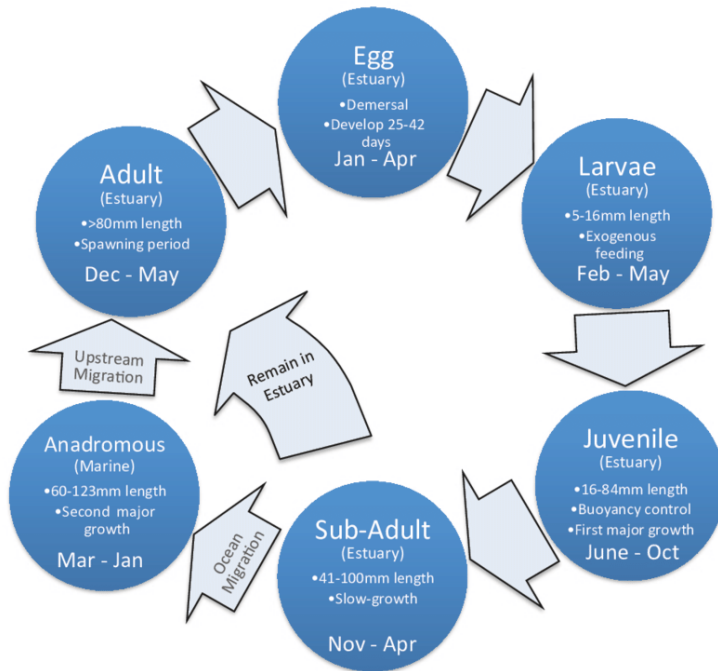 Egg
(Estuary)
•Demersal
•Develop 25-42
days
Jan - Apr
Larvae
(Estuary)
•5-16mm length
•Exogenous
feeding
Feb - May
Juvenile
(Estuary)
•16-84mm length
•Buoyancy control
•First major growth
June - Oct
Sub-Adult
(Estuary)
•41-100mm length
•Slow-growth
Nov - Apr
Ocean
Migration
Remain in
Estuary
Anadromous
(Marine)
•60-123mm length
•Second major
growth
Mar - Jan
Upstream
Migration
Adult
(Estuary)
•>80mm length
•Spawning period
Dec - May